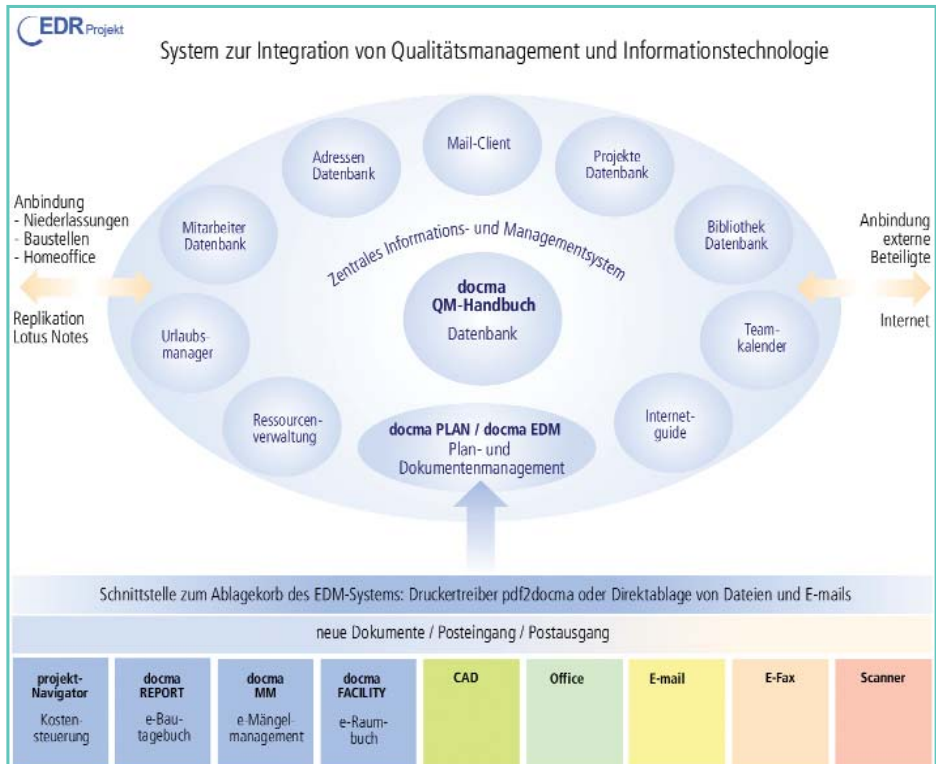 EDR Projekt
System zur Integration von Qualitätsmanagement und Informationstechnologie
Mail-Client
Adressen
Datenbank
Projekte
Datenbank
Mitarbeiter
Datenbank
Bibliothek
Datenbank
Anbindung
- Niederlassungen
- Baustellen
- Homeoffice
Replikation
Lotus Notes
Anbindung
externe
Beteiligte
Internet
Zentrales Informations- und Managementsystem
docma
QM-Handbuch
Datenbank
Urlaubs-
manager
Team-
kalender
Ressourcen-
verwaltung
Internet-
guide
docma PLAN / docma EDM
Plan- und
Dokumentenmanagement
Schnittstelle zum Ablagekorb des EDM-Systems: Druckertreiber pdf2docma oder Direktablage von Dateien und E-mails
neue Dokumente / Posteingang / Postausgang
projekt-
Navigator
Kosten-
steuerung
docma
REPORT
e-Bau-
tagebuch
docma
MM
e-Mängel-
management
docma
FACILITY
e-Raum-
buch
CAD
Office
E-mail
E-Fax
Scanner